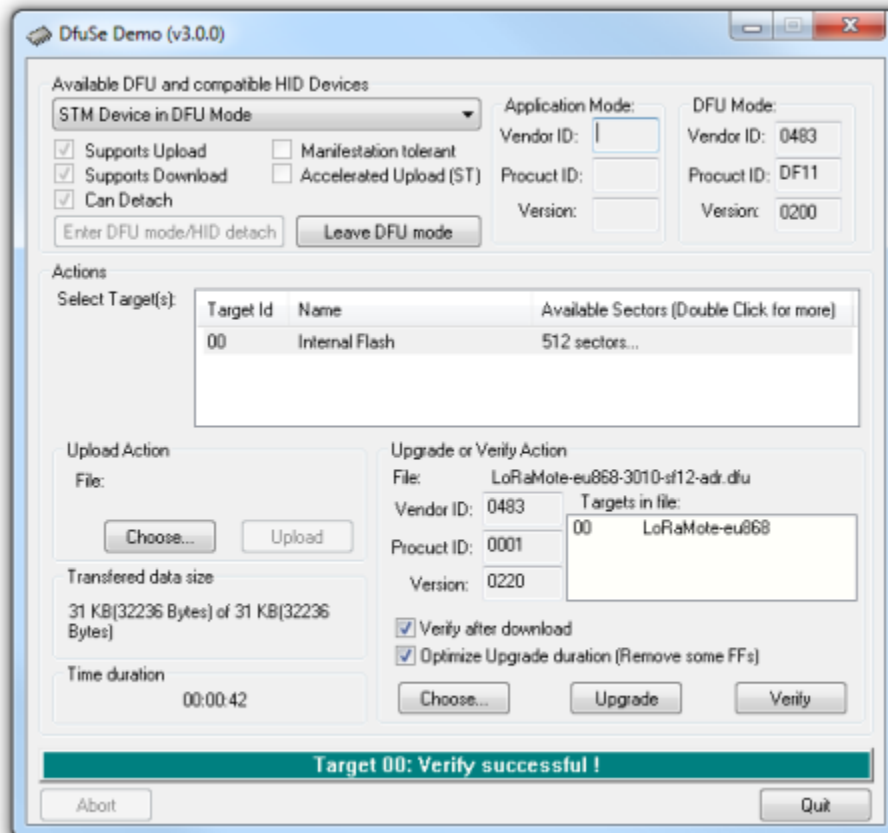 DfuSe Demo (v3.0.0)
Available DFU and compatible HID Devices
STM Device in DFU Mode
Supports Upload
Manifestation tolerant
Supports Download
Accelerated Upload (ST)
Can Detach
Enter DFU mode/HID detach
Leave DFU mode
Application Mode:
Vendor ID:
Procuct ID:
Version:
DFU Mode:
Vendor ID: 0483
Procuct ID: DF11
Version: 0200
Actions
Select Target(s):
Target Id Name Available Sectors (Double Click for more)
00 Internal Flash 512 sectors...
Upload Action
File:
Choose... Upload
Transfered data size
31 KB(32236 Bytes) of 31 KB(32236
Bytes)
Time duration
00:00:42
Upgrade or Verify Action
File: LoRaMote-eu868-3010-sf12-adr.dfu
Vendor ID: 0483
Procuct ID: 0001
Version: 0220
Targets in file:
00 LoRaMote-eu868
Verify after download
Optimize Upgrade duration (Remove some FFs)
Choose... Upgrade Verify
Target 00: Verify successful !
Abort Quit